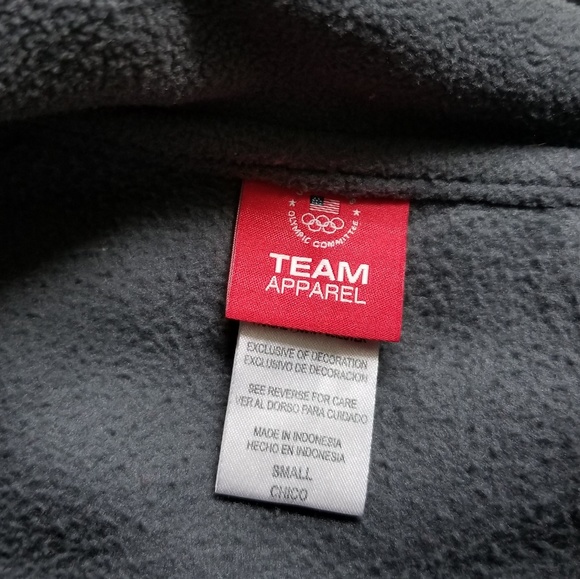 OLYMPIC COMMITTEE
TEAM
APPAREL
EXCLUSIVE OF DECORATION
EXCLUSIVO DE DECORACION
SEE REVERSE FOR CARE
VER AL DORSO PARA CUIDADO
MADE IN INDONESIA
HECHO EN INDONESIA
SMALL
CHICO